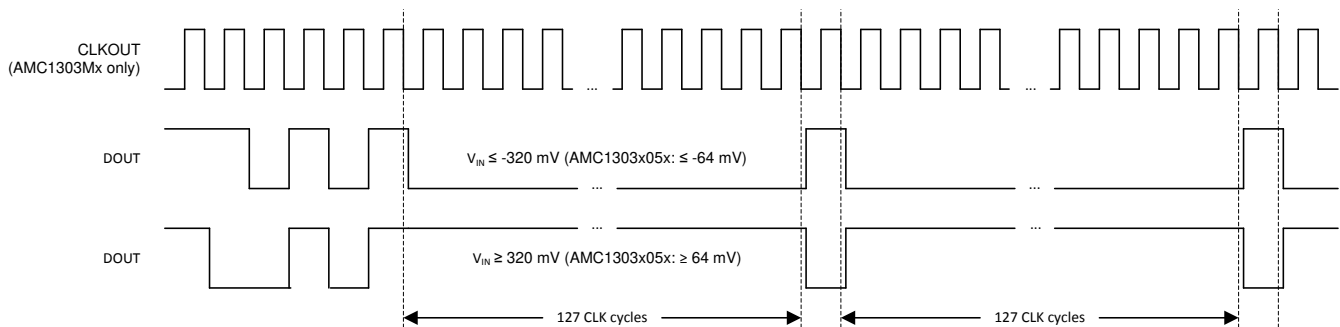 CLKOUT
(AMC1303Mx only)
...
...
DOUT
V_IN ≤ -320 mV (AMC1303x05x: ≤ -64 mV)
...
...
DOUT
...
...
V_IN ≥ 320 mV (AMC1303x05x: ≥ 64 mV)
127 CLK cycles
127 CLK cycles